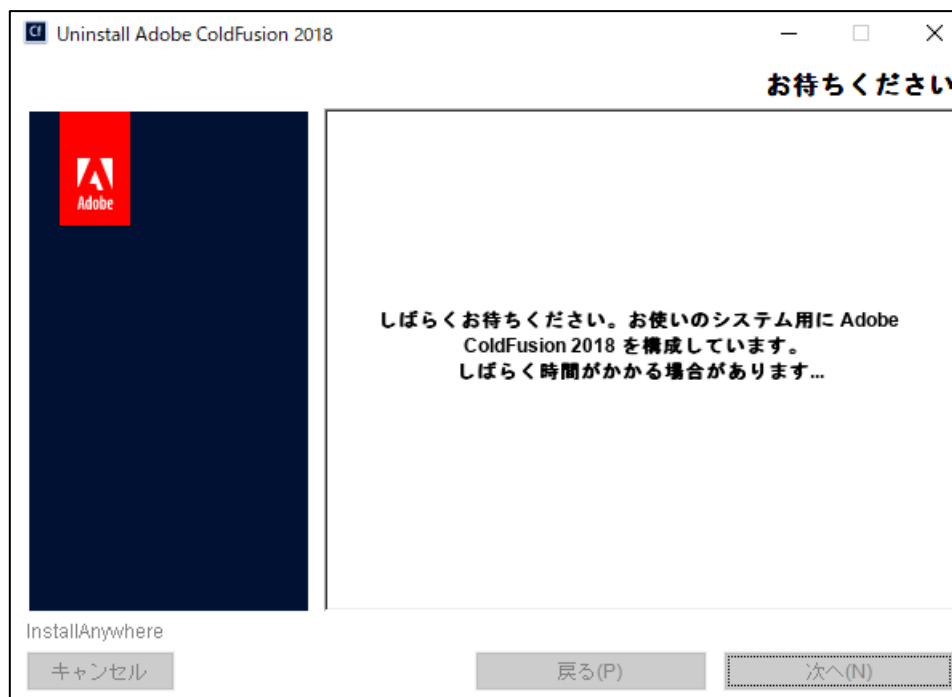 Cf Uninstall Adobe ColdFusion 2018
お待ちください
Adobe
しばらくお待ちください。お使いのシステム用に Adobe
ColdFusion 2018 を構成しています。
しばらく時間がかかる場合があります...
InstallAnywhere
キャンセル
戻る(P)
次へ(N)